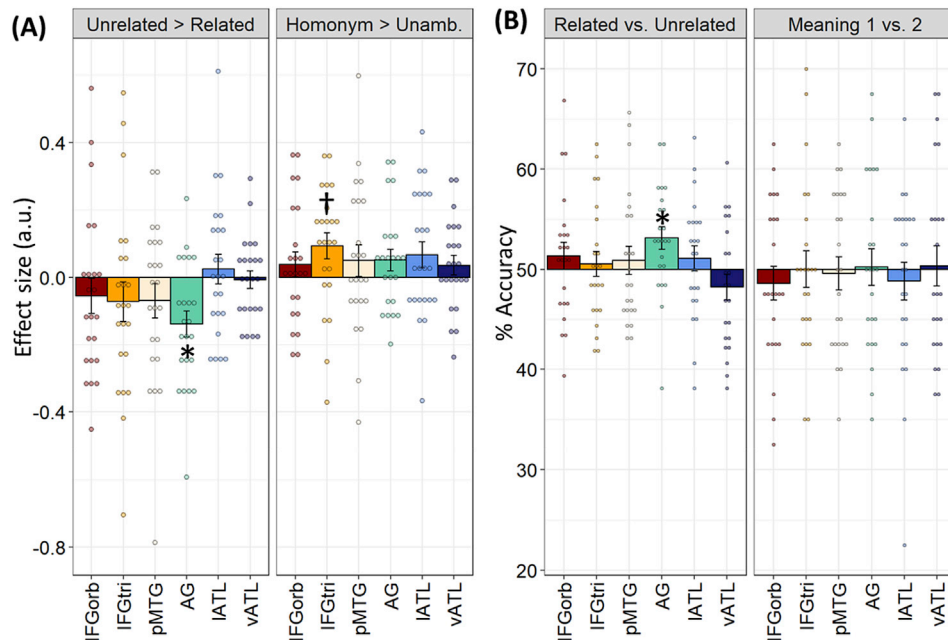 (A)
Unrelated > Related
Homonym > Unamb.
Effect size (a.u.)
0.4
0.0
-0.4
-0.8
†
*
IFGorb
IFGtri
pMTG
AG
lATL
vATL
IFGorb
IFGtri
pMTG
AG
lATL
vATL
(B)
Related vs. Unrelated
Meaning 1 vs. 2
% Accuracy
70
60
50
40
20
*
IFGorb
IFGtri
pMTG
AG
lATL
vATL
IFGorb
IFGtri
pMTG
AG
lATL
vATL